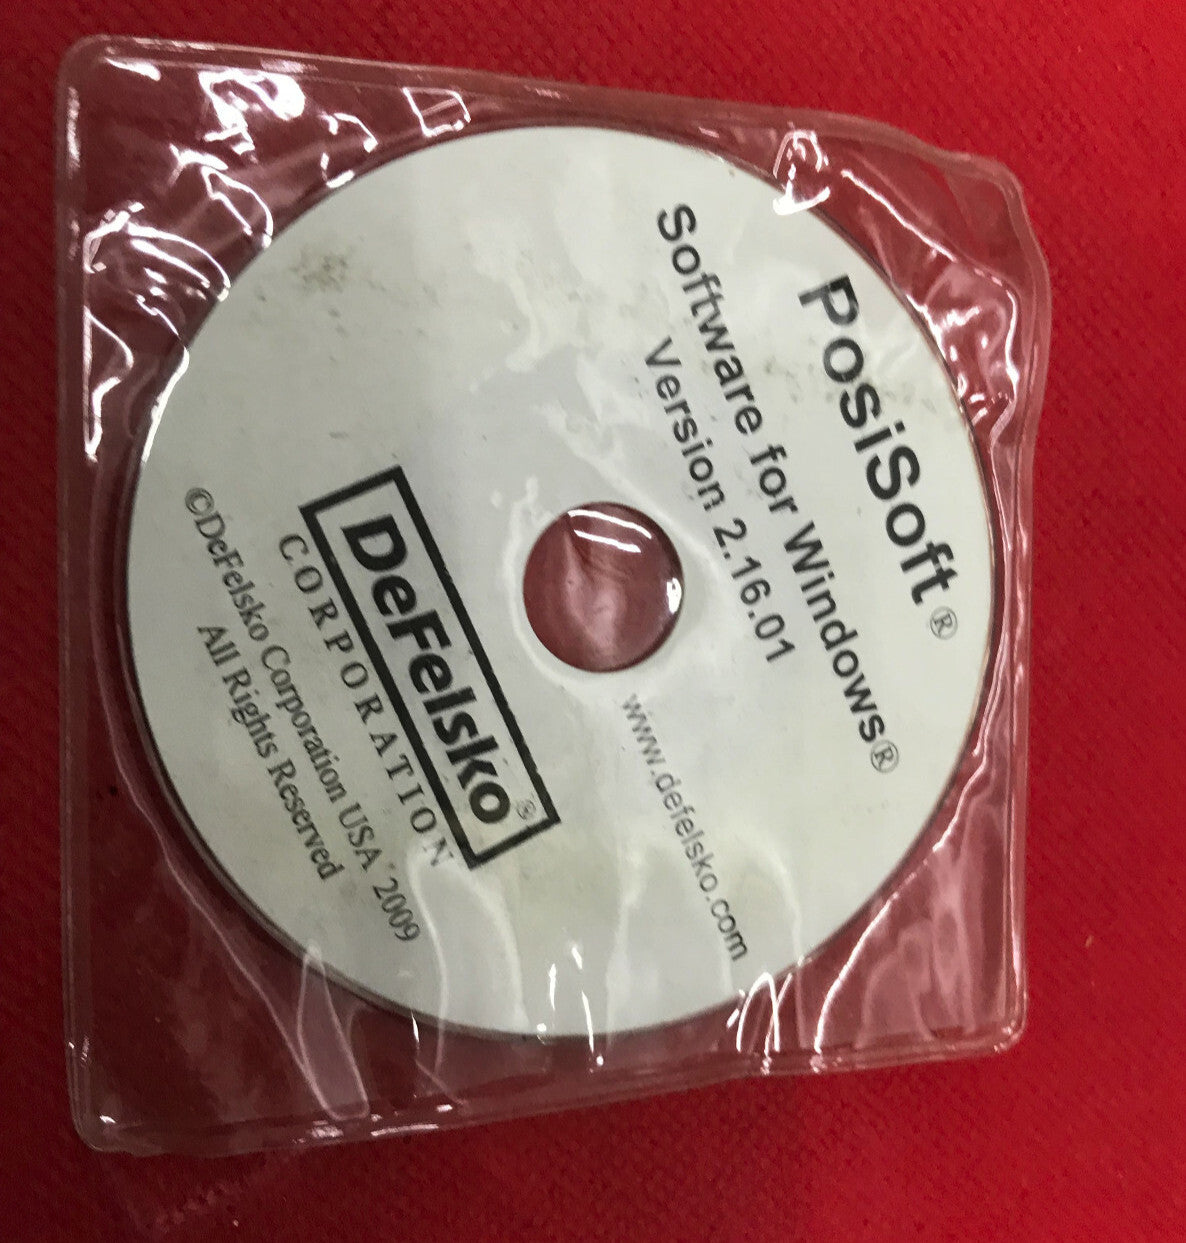 PosiSoft®
Software for Windows®
Version 2.16.01
www.defelsko.com
DeFelsko®
CORPORATION
©DeFelsko Corporation USA 2009
All Rights Reserved